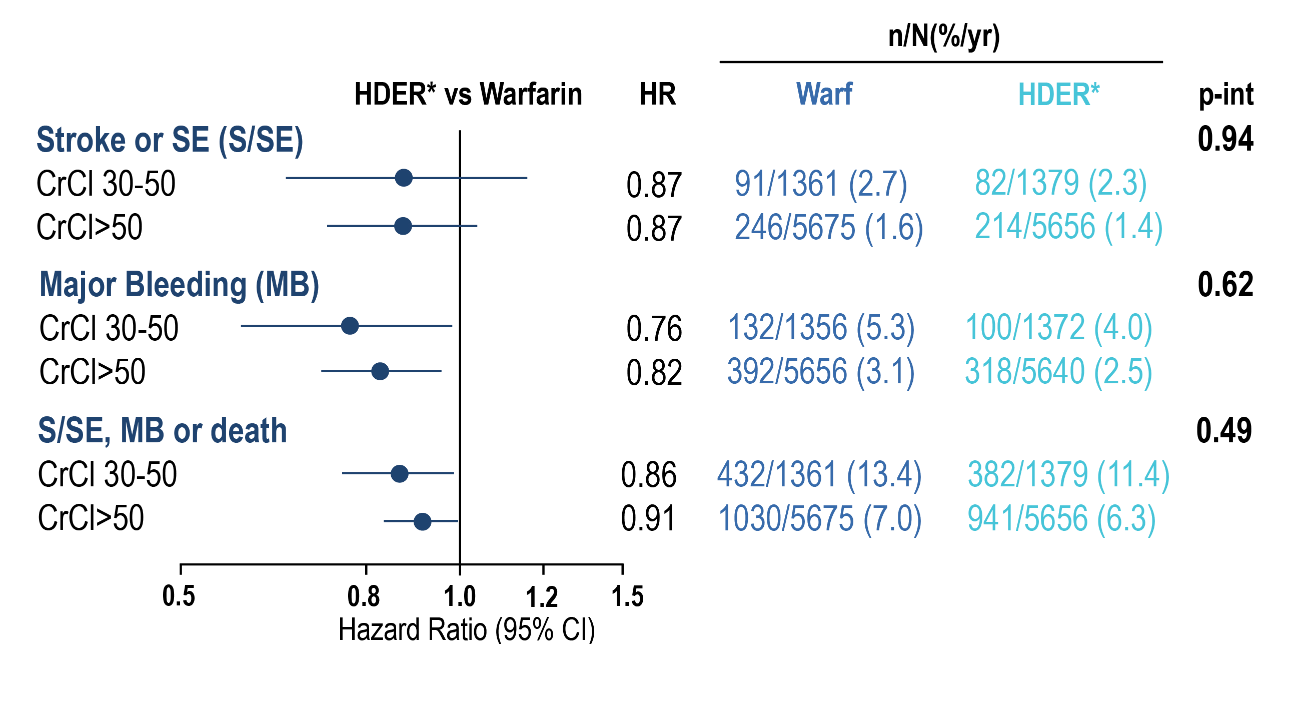 n/N(%/yr)
HDER* vs Warfarin HR Warf HDER* p-int
Stroke or SE (S/SE) 0.94
CrCl 30-50 0.87 91/1361 (2.7) 82/1379 (2.3)
CrCl>50 0.87 246/5675 (1.6) 214/5656 (1.4)
Major Bleeding (MB) 0.62
CrCl 30-50 0.76 132/1356 (5.3) 100/1372 (4.0)
CrCl>50 0.82 392/5656 (3.1) 318/5640 (2.5)
S/SE, MB or death 0.49
CrCl 30-50 0.86 432/1361 (13.4) 382/1379 (11.4)
CrCl>50 0.91 1030/5675 (7.0) 941/5656 (6.3)
0.5 0.8 1.0 1.2 1.5
Hazard Ratio (95% CI)